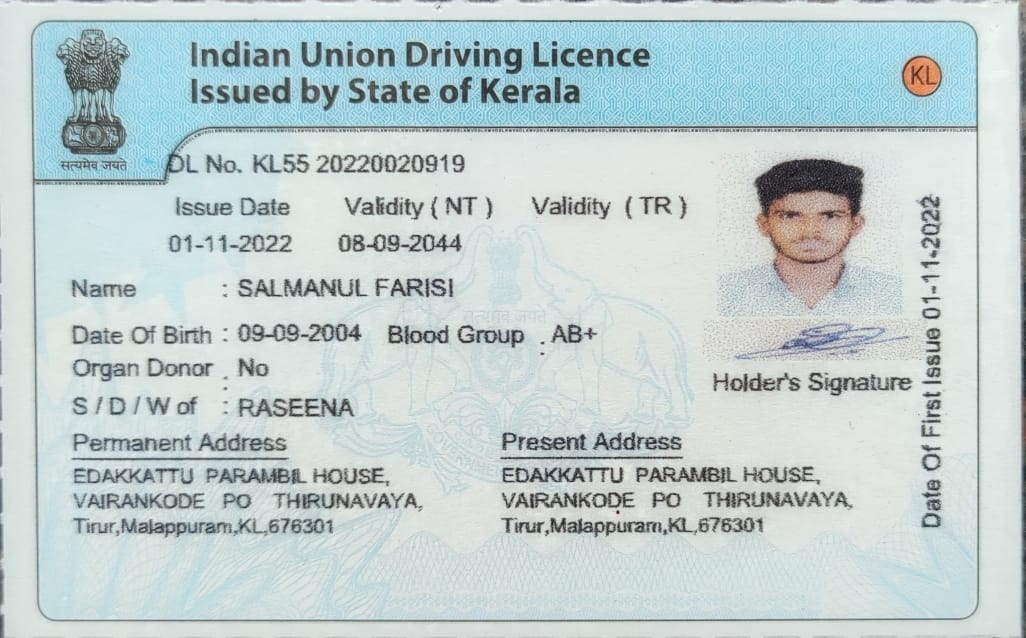 Indian Union Driving Licence
Issued by State of Kerala
KL
सत्यमेव जयते
DL No. KL55 20220020919
Issue Date Validity ( NT ) Validity ( TR )
01-11-2022 08-09-2044
Name : SALMANUL FARISI
Date Of Birth : 09-09-2004 Blood Group : AB+
Organ Donor : No
S / D / W of : RASEENA
Holder's Signature
Date Of First Issue 01-11-2022
Permanent Address Present Address
EDAKKATTU PARAMBIL HOUSE, EDAKKATTU PARAMBIL HOUSE,
VAIRANKODE PO THIRUNAVAYA, VAIRANKODE PO THIRUNAVAYA,
Tirur,Malappuram,KL,676301 Tirur,Malappuram,KL,676301